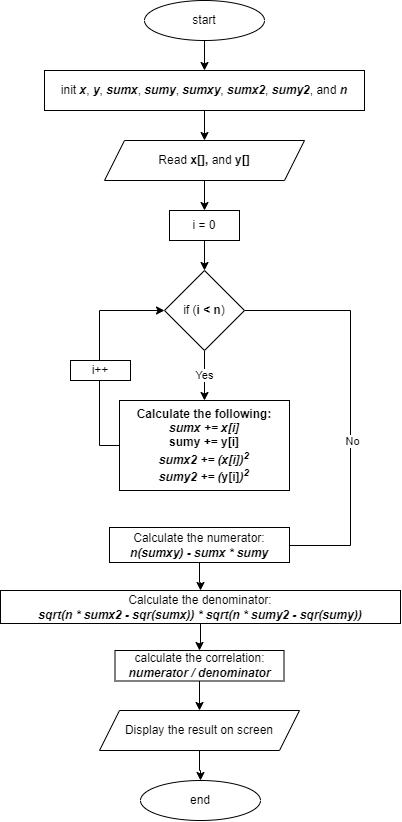 start
init x, y, sumx, sumy, sumxy, sumx2, sumy2, and n
Read x[], and y[]
i = 0
if (i < n)
i++
Yes
Calculate the following:
sumx += x[i]
sumy += y[i]
sumx2 += (x[i])²
sumy2 += (y[i])²
No
Calculate the numerator:
n(sumxy) - sumx * sumy
Calculate the denominator:
sqrt(n * sumx2 - sqr(sumx)) * sqrt(n * sumy2 - sqr(sumy))
calculate the correlation:
numerator / denominator
Display the result on screen
end